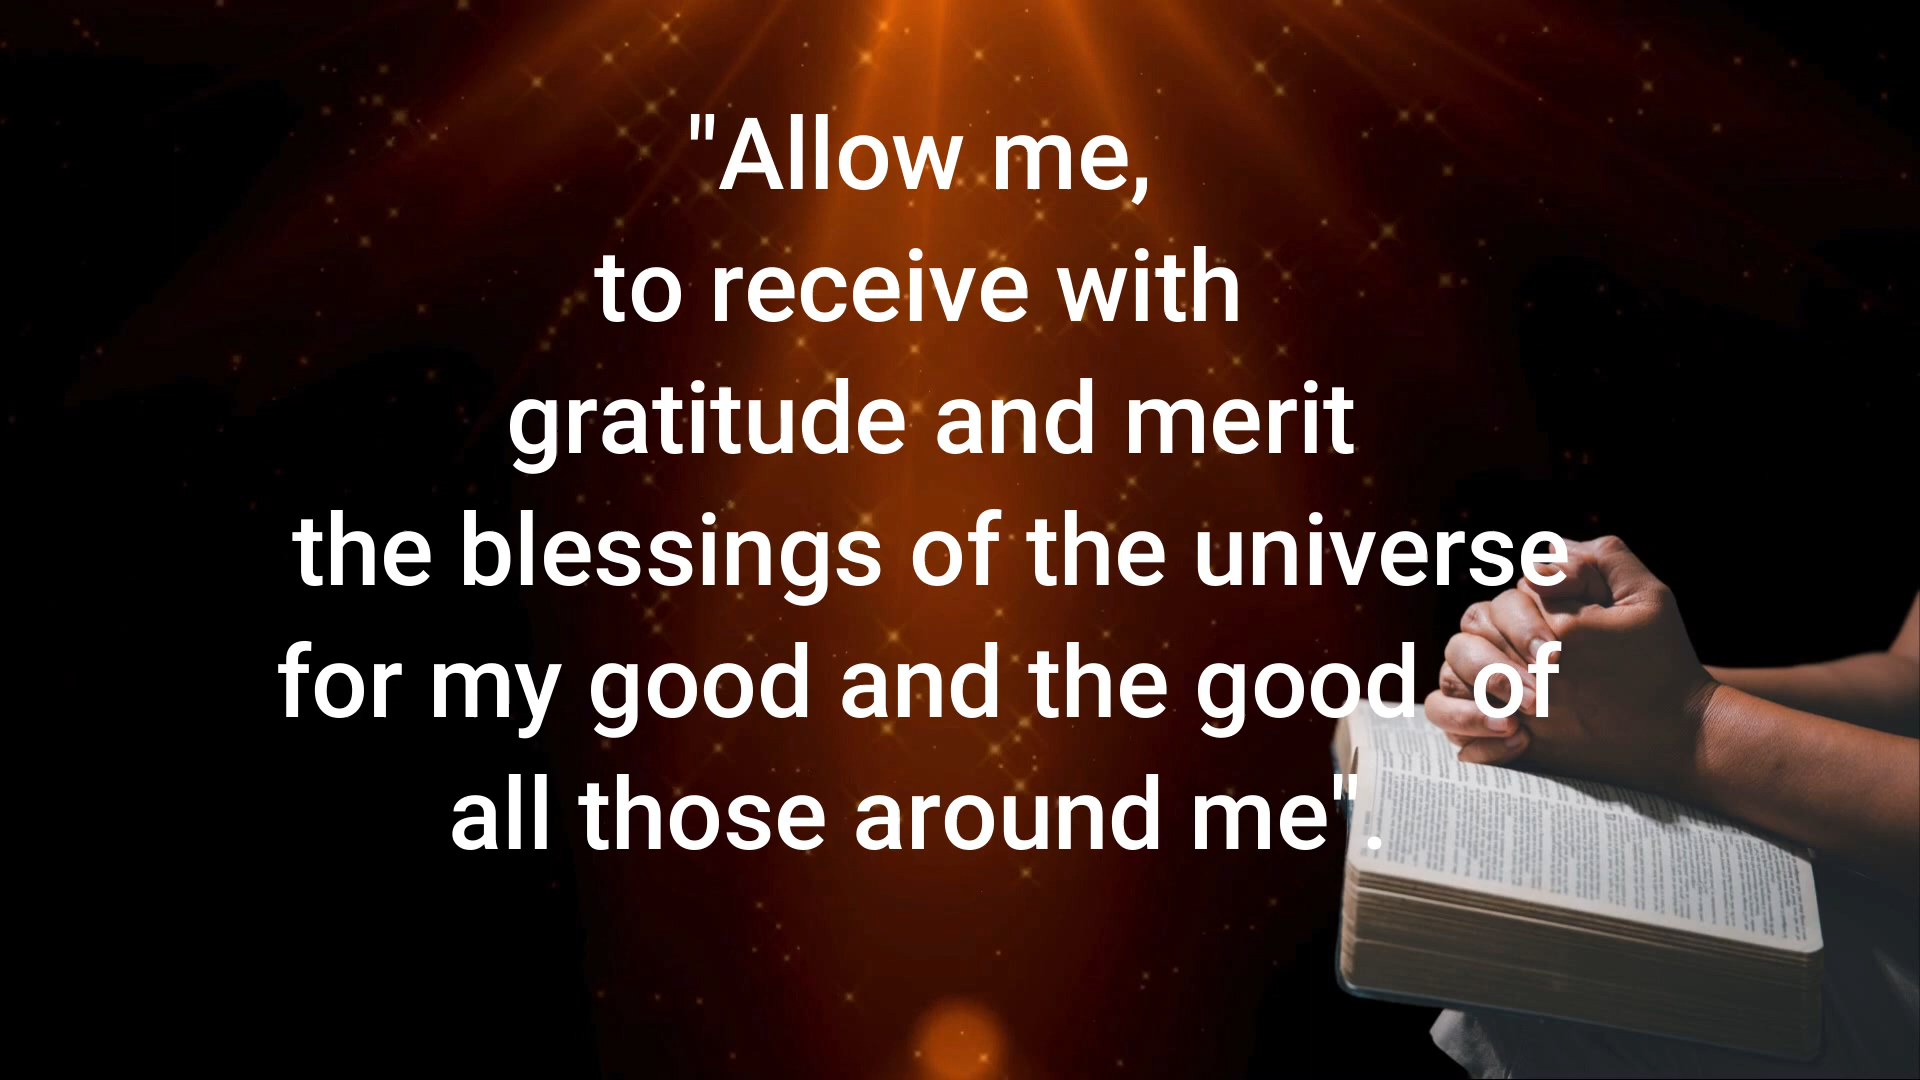 "Allow me,
to receive with
gratitude and merit
the blessings of the universe
for my good and the good  of
all those around me".